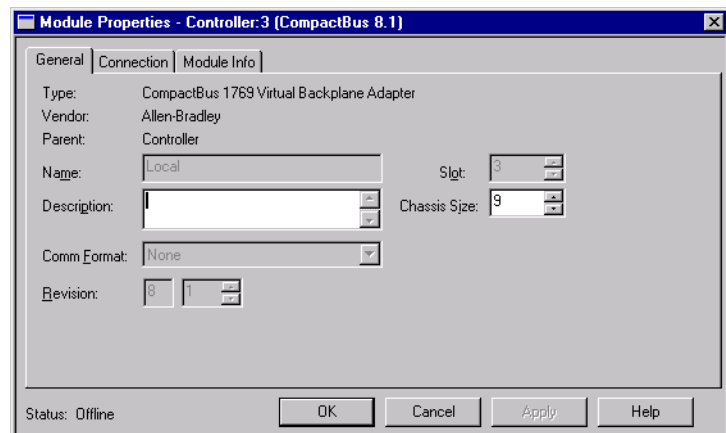 Module Properties - Controller:3 (CompactBus 8.1)
General Connection Module Info
Type: CompactBus 1769 Virtual Backplane Adapter
Vendor: Allen-Bradley
Parent: Controller
Name: Local Slot: 3
Description: Chassis Size: 9
Comm Format: None
Revision: 8 1
Status: Offline OK Cancel Apply Help